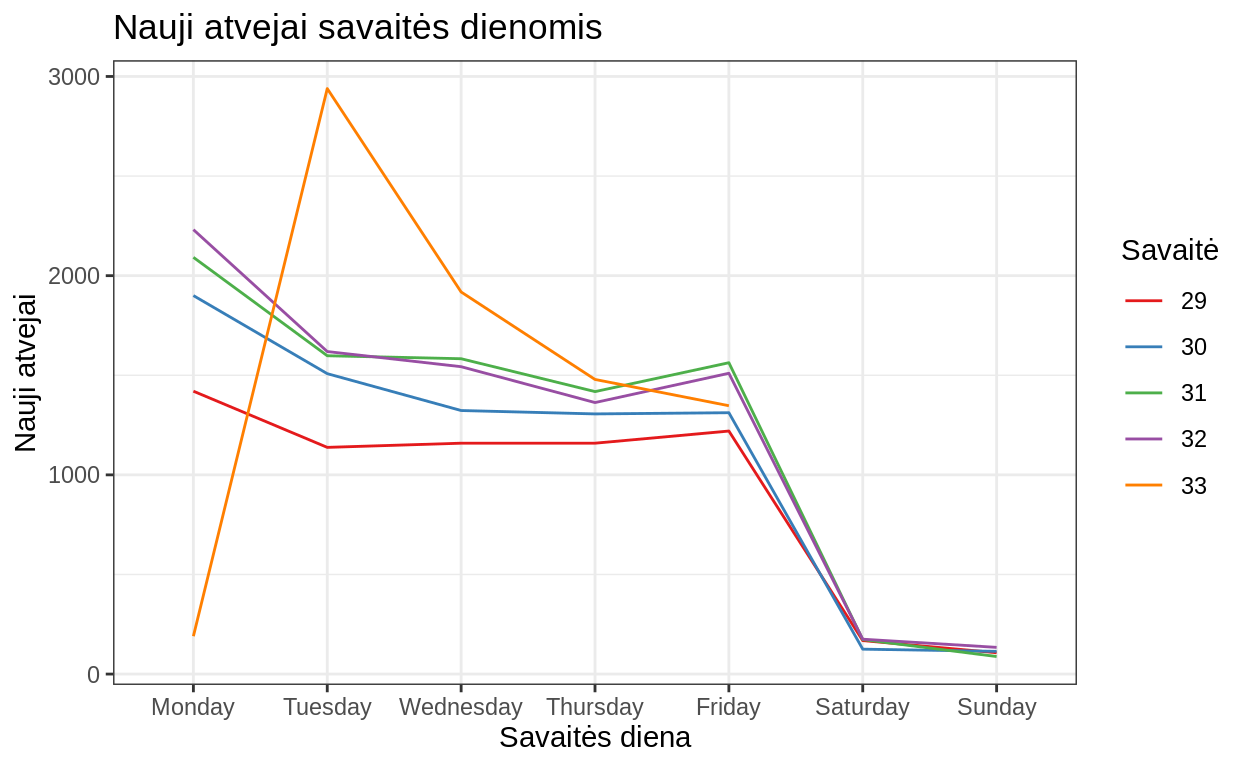 Nauji atvejai savaitės dienomis
Nauji atvejai
3000
2000
1000
0
Monday Tuesday Wednesday Thursday Friday Saturday Sunday
Savaitės diena
Savaitė
29
30
31
32
33